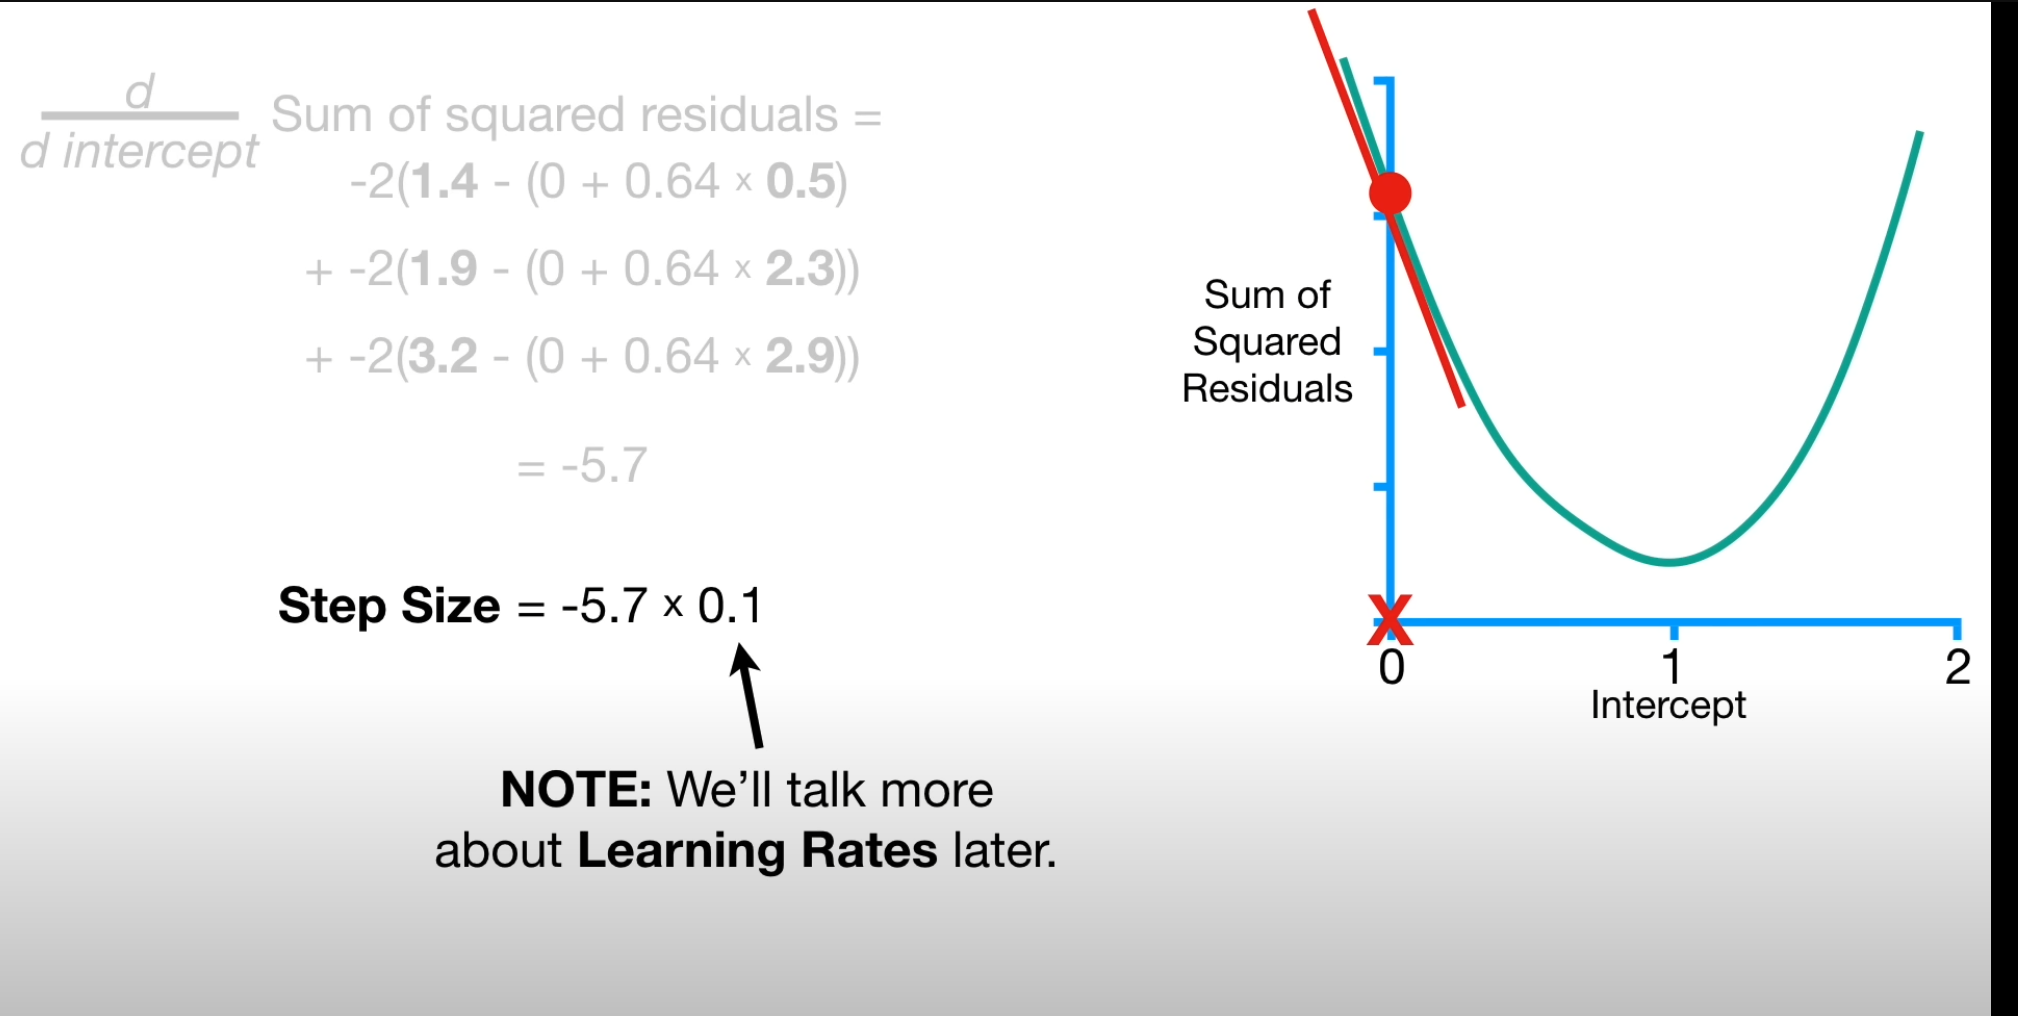 d
d intercept
Sum of squared residuals =
-2(1.4 - (0 + 0.64 x 0.5)
+ -2(1.9 - (0 + 0.64 x 2.3))
+ -2(3.2 - (0 + 0.64 x 2.9))
= -5.7
Step Size = -5.7 x 0.1
NOTE: We’ll talk more
about Learning Rates later.
Sum of
Squared
Residuals
X
0 1 2
Intercept